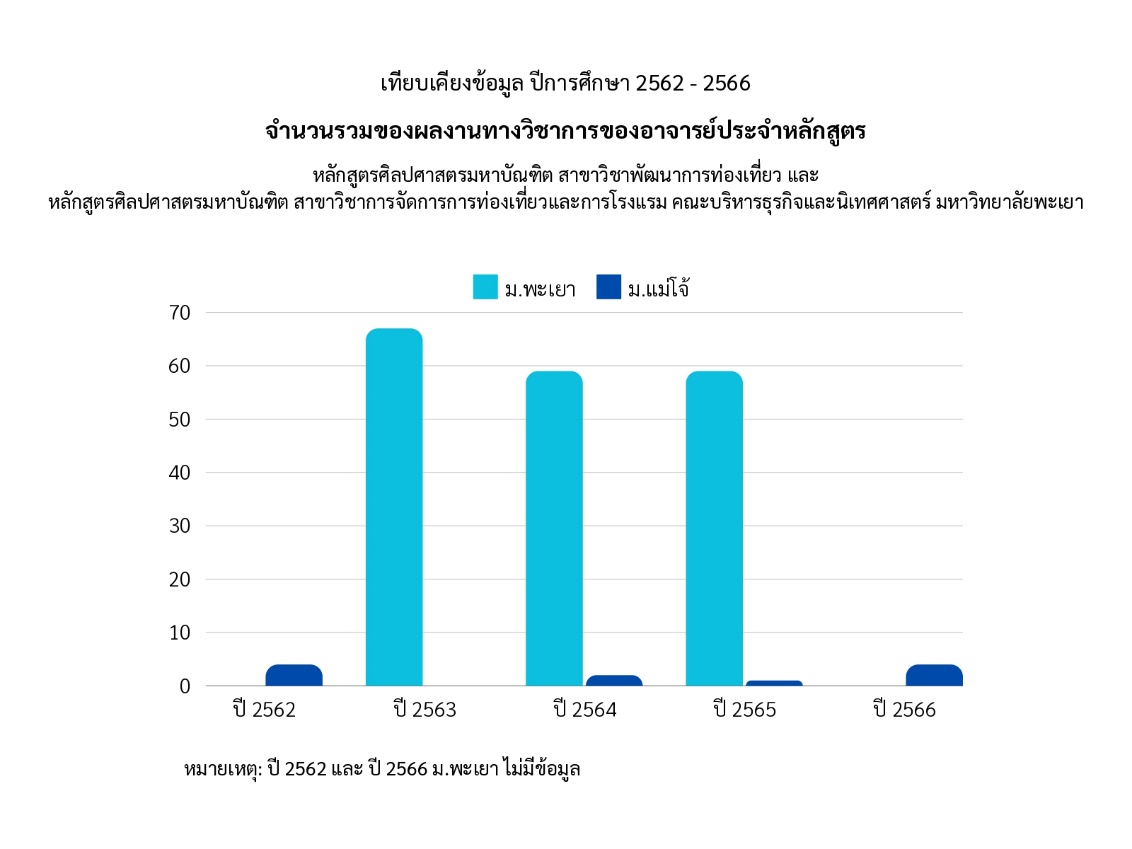 เทียบเคียงข้อมูล ปีการศึกษา 2562 - 2566
จำนวนรวมของผลงานทางวิชาการของอาจารย์ประจำหลักสูตร
หลักสูตรศิลปศาสตรมหาบัณฑิต สาขาวิชาพัฒนาการท่องเที่ยว และ
หลักสูตรศิลปศาสตรมหาบัณฑิต สาขาวิชาการจัดการการท่องเที่ยวและการโรงแรม คณะบริหารธุรกิจและนิเทศศาสตร์ มหาวิทยาลัยพะเยา
ม.พะเยา ม.แม่โจ้
70
60
50
40
30
20
10
0
ปี 2562 ปี 2563 ปี 2564 ปี 2565 ปี 2566
หมายเหตุ: ปี 2562 และ ปี 2566 ม.พะเยา ไม่มีข้อมูล